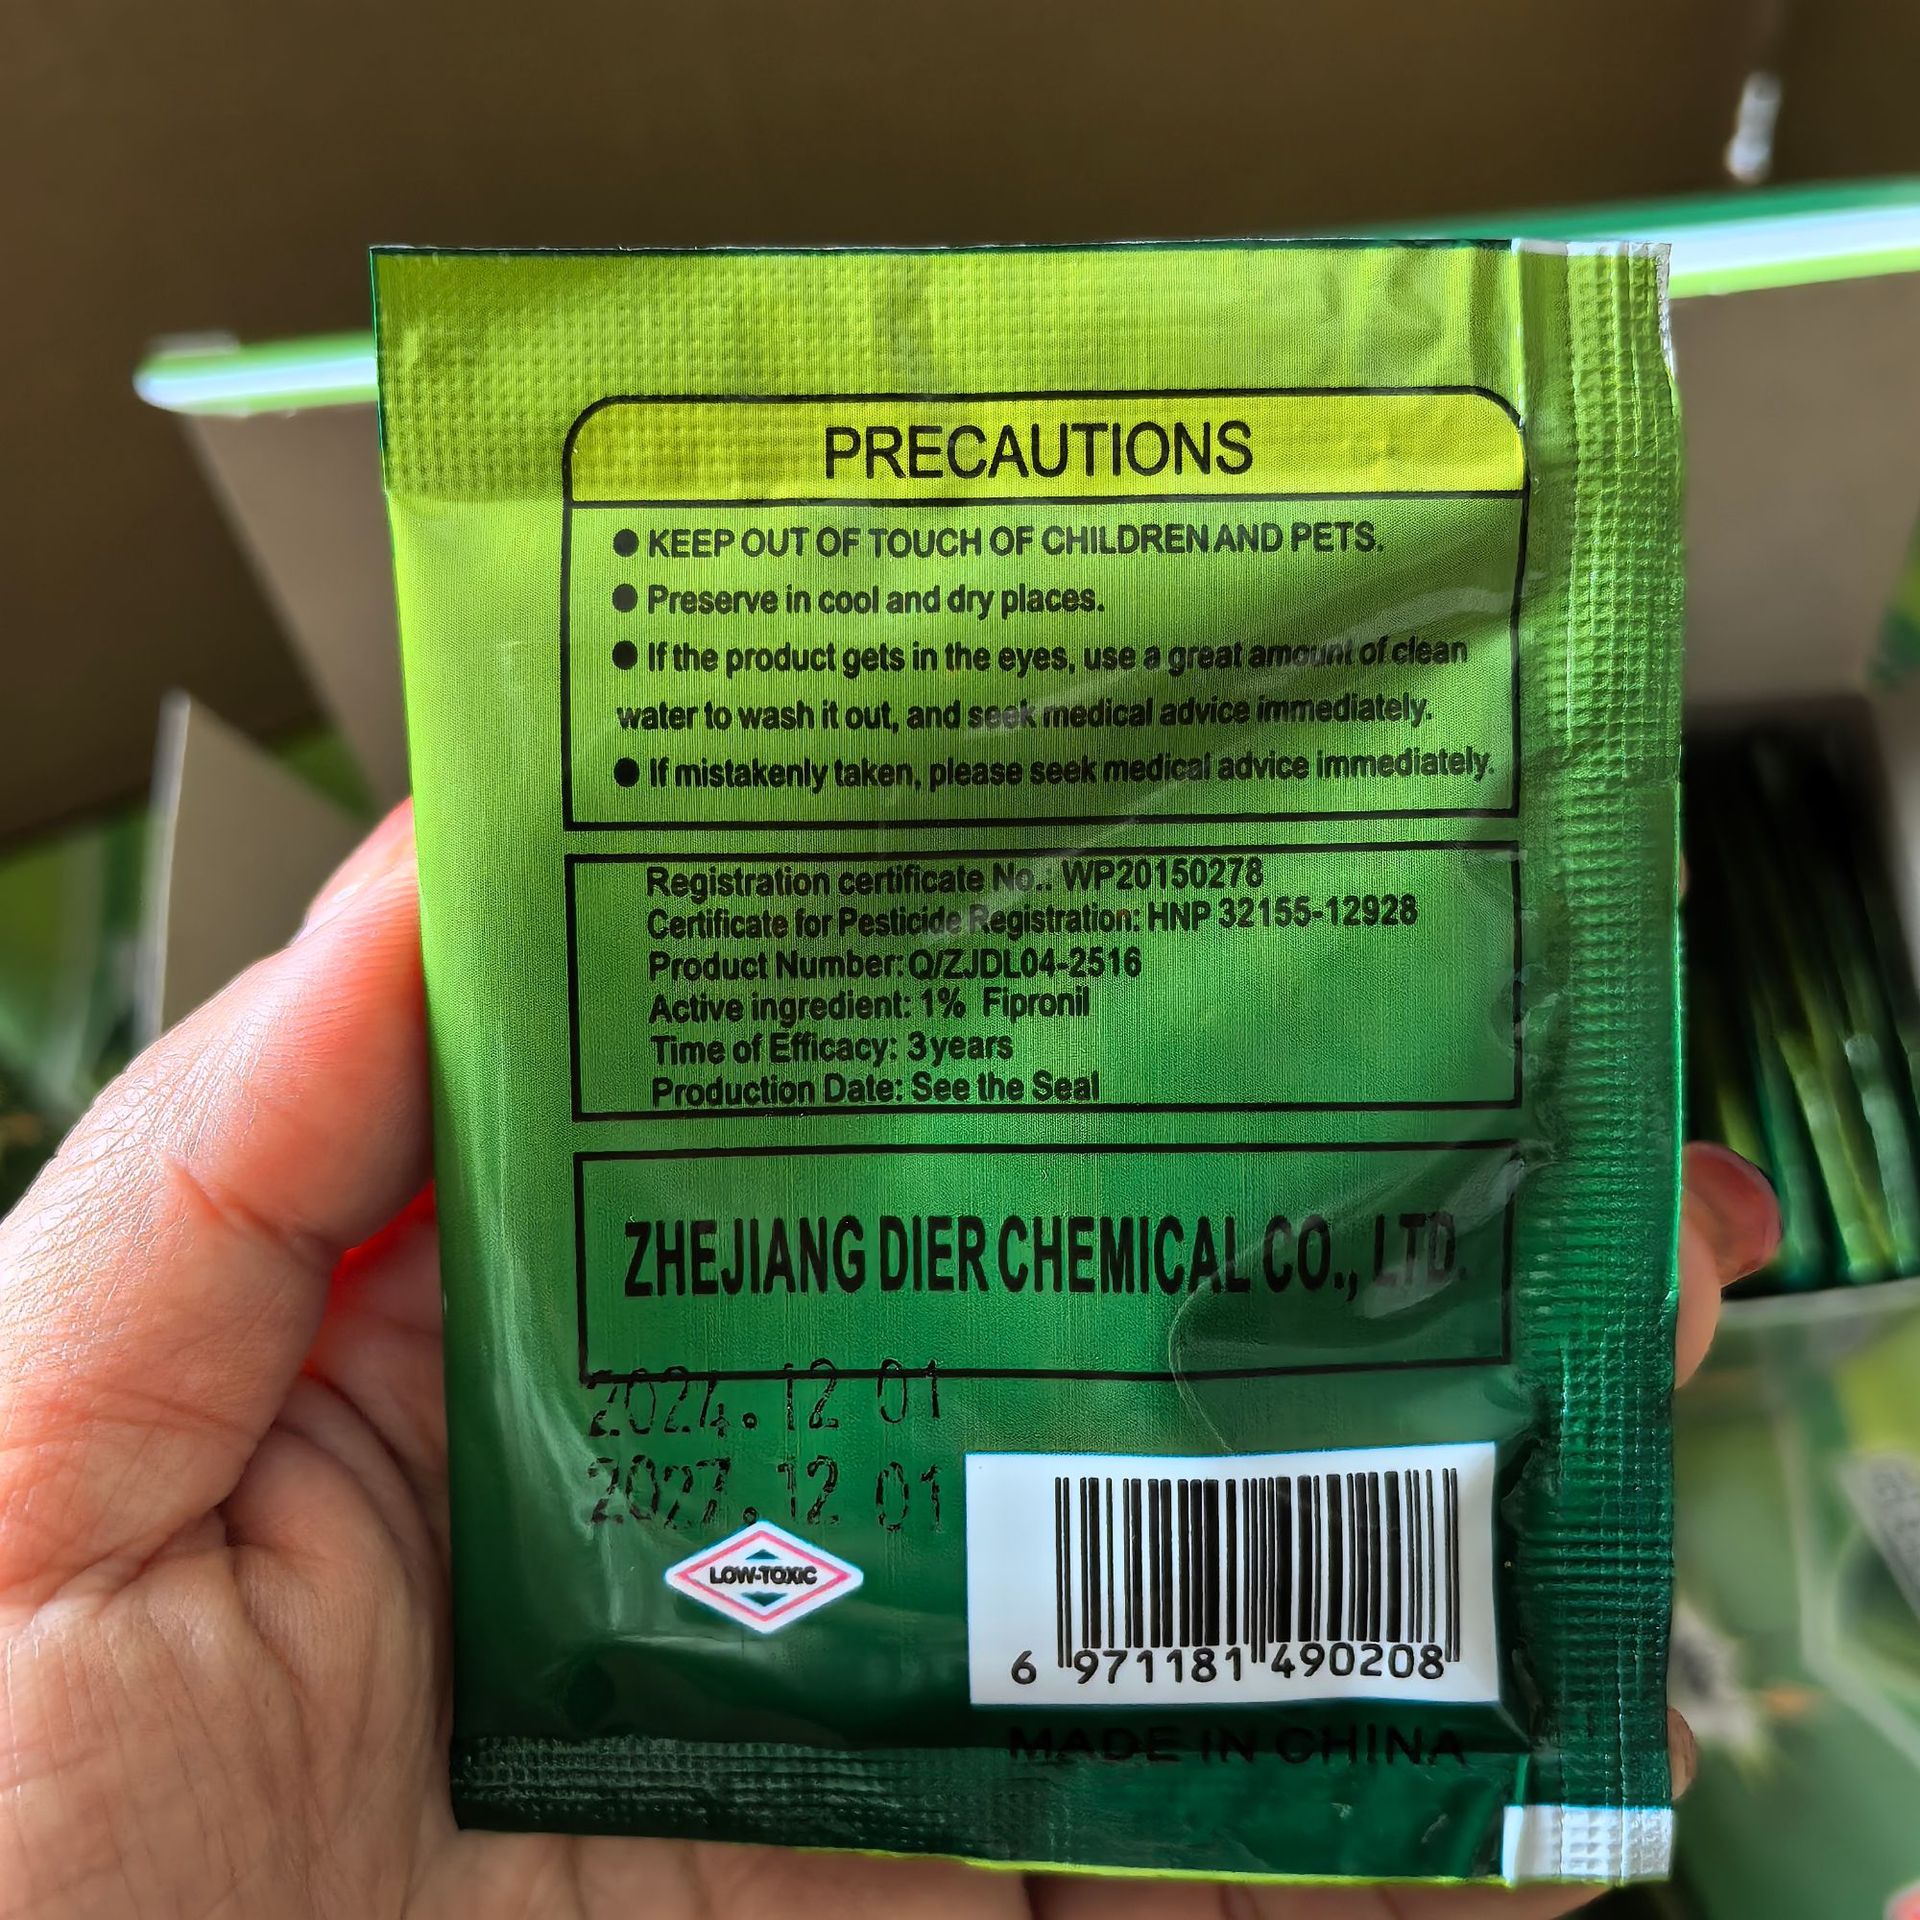 PRECAUTIONS
● KEEP OUT OF TOUCH OF CHILDREN AND PETS.
● Preserve in cool and dry places.
● If the product gets in the eyes, use a great amount of clean
water to wash it out, and seek medical advice immediately.
● If mistakenly taken, please seek medical advice immediately.
Registration certificate No.: WP20150278
Certificate for Pesticide Registration: HNP 32155-12928
Product Number: Q/ZJDL04-2516
Active ingredient: 1% Fipronil
Time of Efficacy: 3 years
Production Date: See the Seal
ZHEJIANG DIER CHEMICAL CO., LTD.
2024.12 01
2027.12 01
LOW-TOXIC
6 971181 490208
MADE IN CHINA